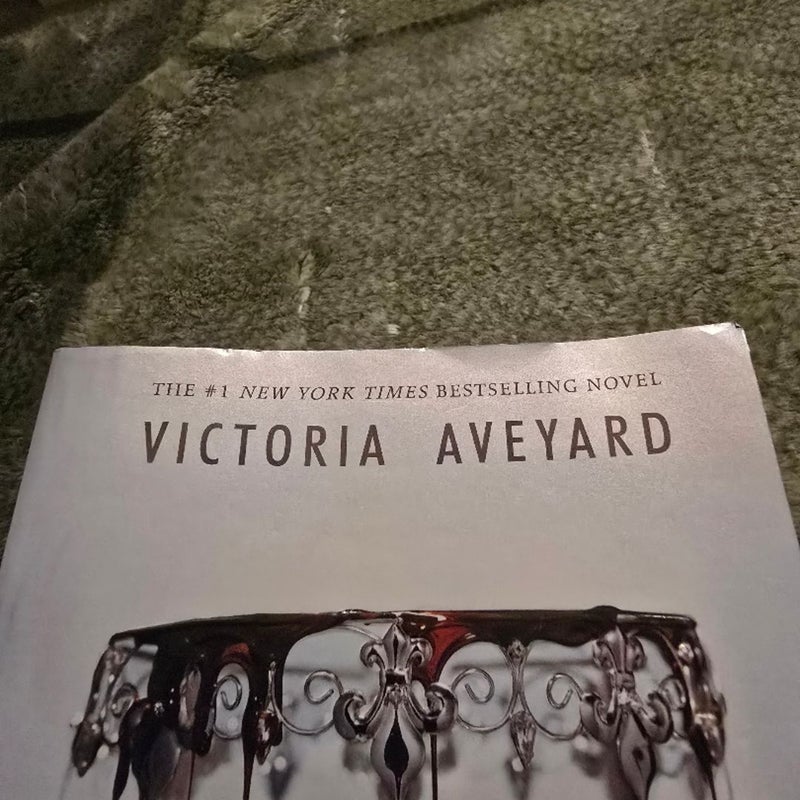 THE #1 NEW YORK TIMES BESTSELLING NOVEL
VICTORIA AVEYARD